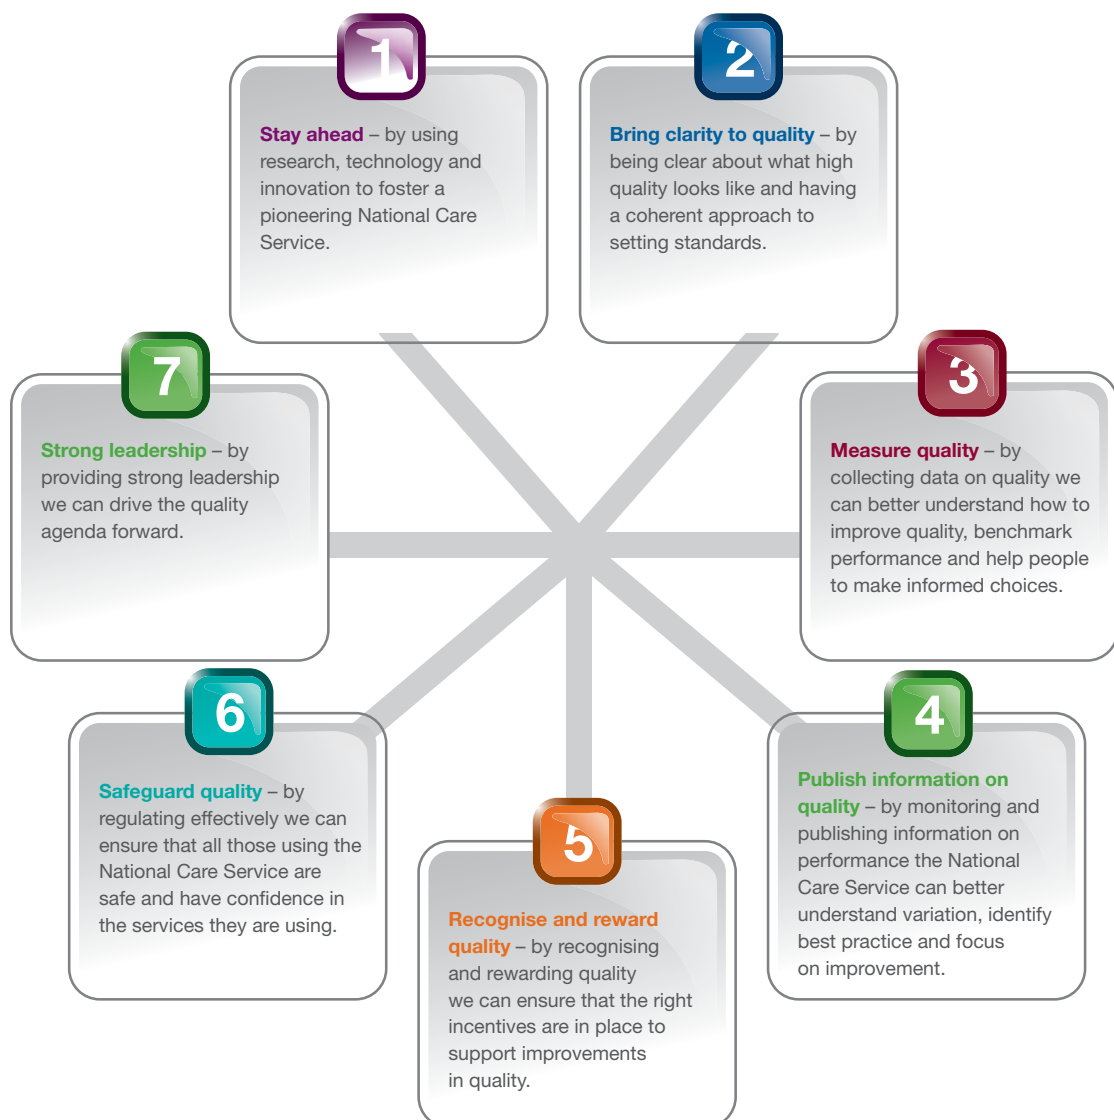 1
Stay ahead – by using
research, technology and
innovation to foster a
pioneering National Care
Service.
2
Bring clarity to quality – by
being clear about what high
quality looks like and having
a coherent approach to
setting standards.
3
Measure quality – by
collecting data on quality we
can better understand how to
improve quality, benchmark
performance and help people
to make informed choices.
4
Publish information on
quality – by monitoring and
publishing information on
performance the National
Care Service can better
understand variation, identify
best practice and focus
on improvement.
5
Recognise and reward
quality – by recognising
and rewarding quality
we can ensure that the right
incentives are in place to
support improvements
in quality.
6
Safeguard quality – by
regulating effectively we can
ensure that all those using the
National Care Service are
safe and have confidence in
the services they are using.
7
Strong leadership – by
providing strong leadership
we can drive the quality
agenda forward.